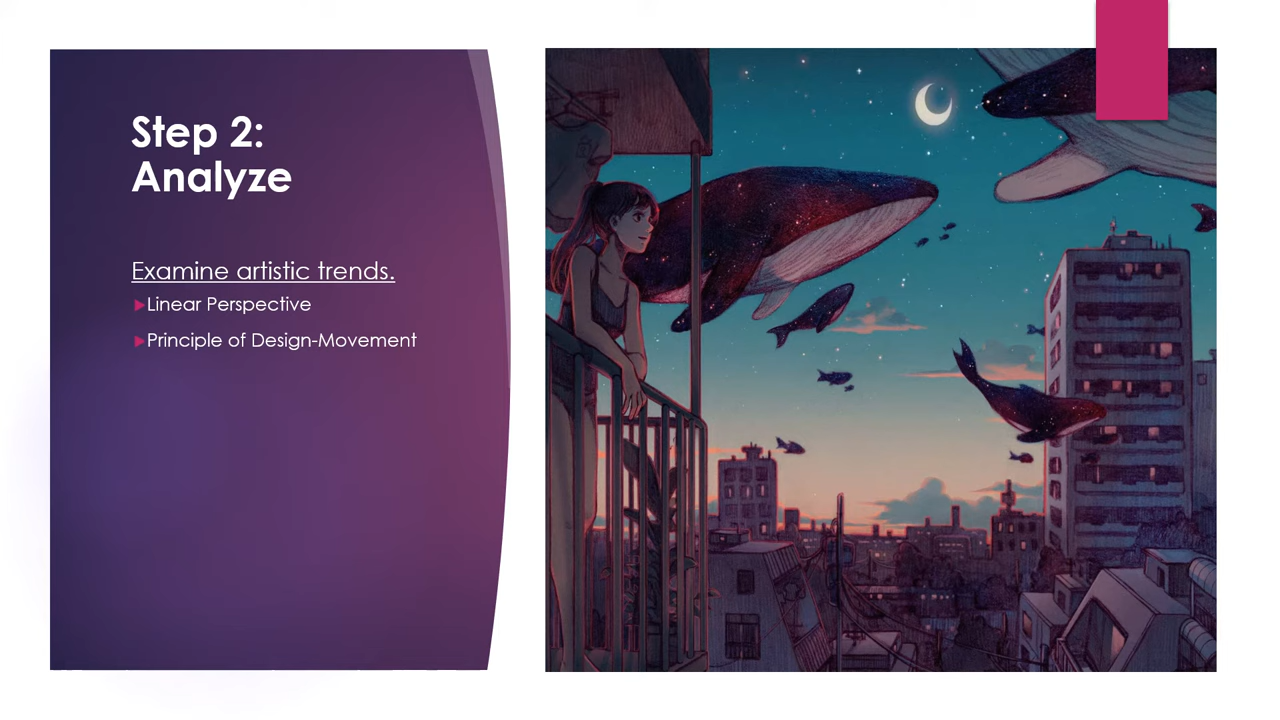 Step 2:
Analyze
Examine artistic trends.
Linear Perspective
Principle of Design-Movement